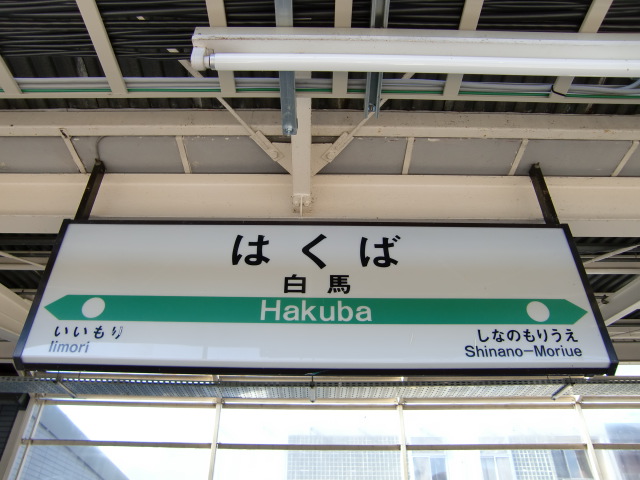 はくば
白馬
Hakuba
いいもり
Iimori
しなのもりうえ
Shinano-Moriue